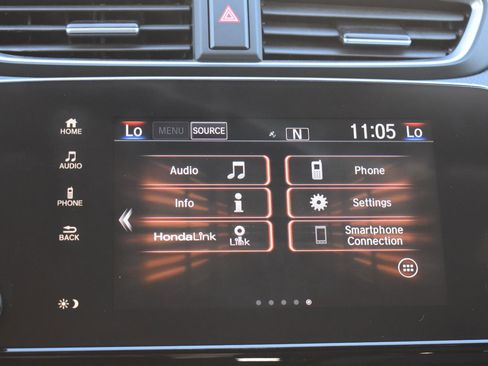 HOME
AUDIO
PHONE
BACK
Lo MENU SOURCE N 11:05 Lo
Audio Phone
Info Settings
HondaLink Link Smartphone
Connection